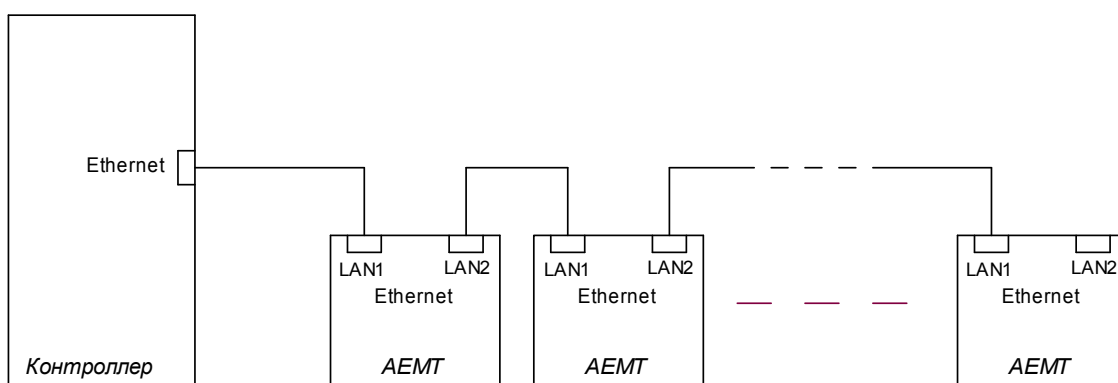 Ethernet
LAN1 LAN2 LAN1 LAN2 LAN1 LAN2
Ethernet Ethernet Ethernet
Контроллер АЕМТ АЕМТ АЕМТ